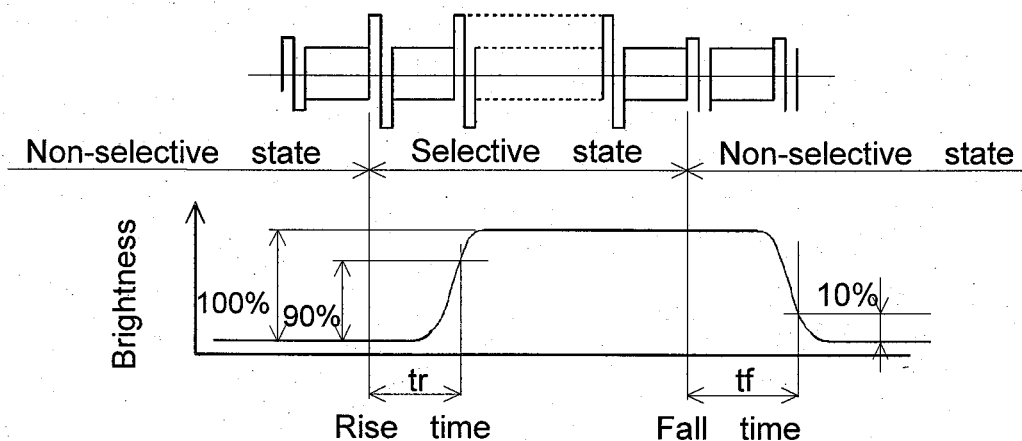 Non-selective state Selective state Non-selective state
Brightness
100%
90%
10%
tr tf
Rise time Fall time